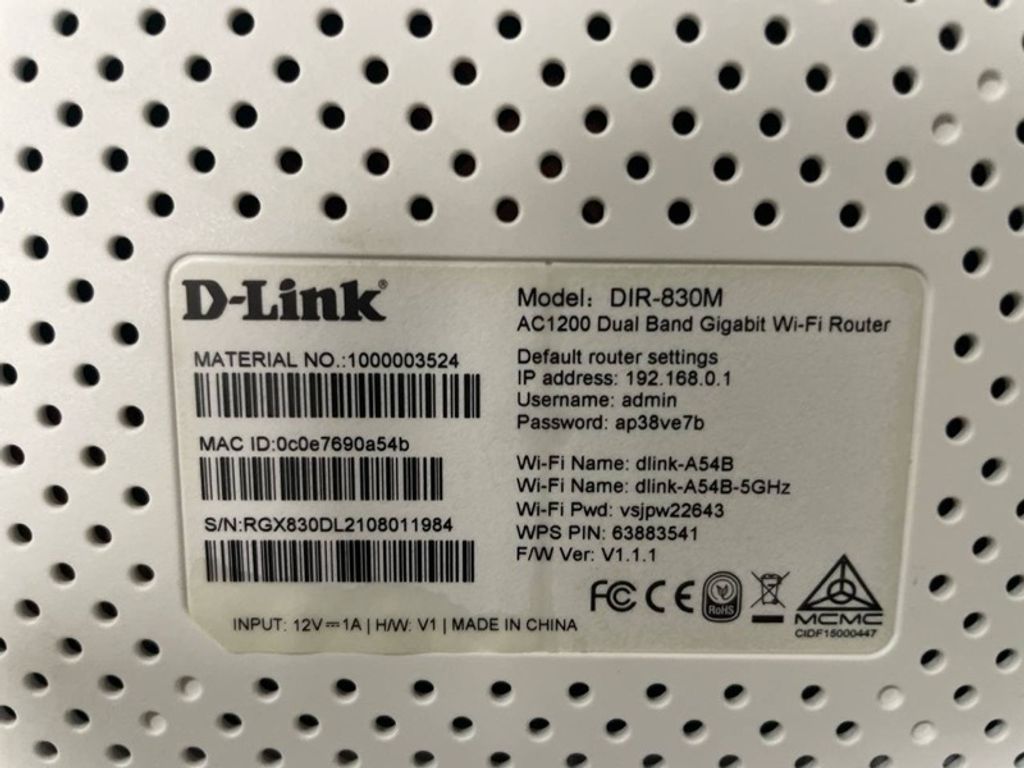 D-Link®
MATERIAL NO.:1000003524
MAC ID:0c0e7690a54b
S/N:RGX830DL2108011984
Model: DIR-830M
AC1200 Dual Band Gigabit Wi-Fi Router
Default router settings
IP address: 192.168.0.1
Username: admin
Password: ap38ve7b
Wi-Fi Name: dlink-A54B
Wi-Fi Name: dlink-A54B-5GHz
Wi-Fi Pwd: vsjpw22643
WPS PIN: 63883541
F/W Ver: V1.1.1
FC CE RoHS MCMC
CIDF15000447
INPUT: 12V⎓1A | H/W: V1 | MADE IN CHINA